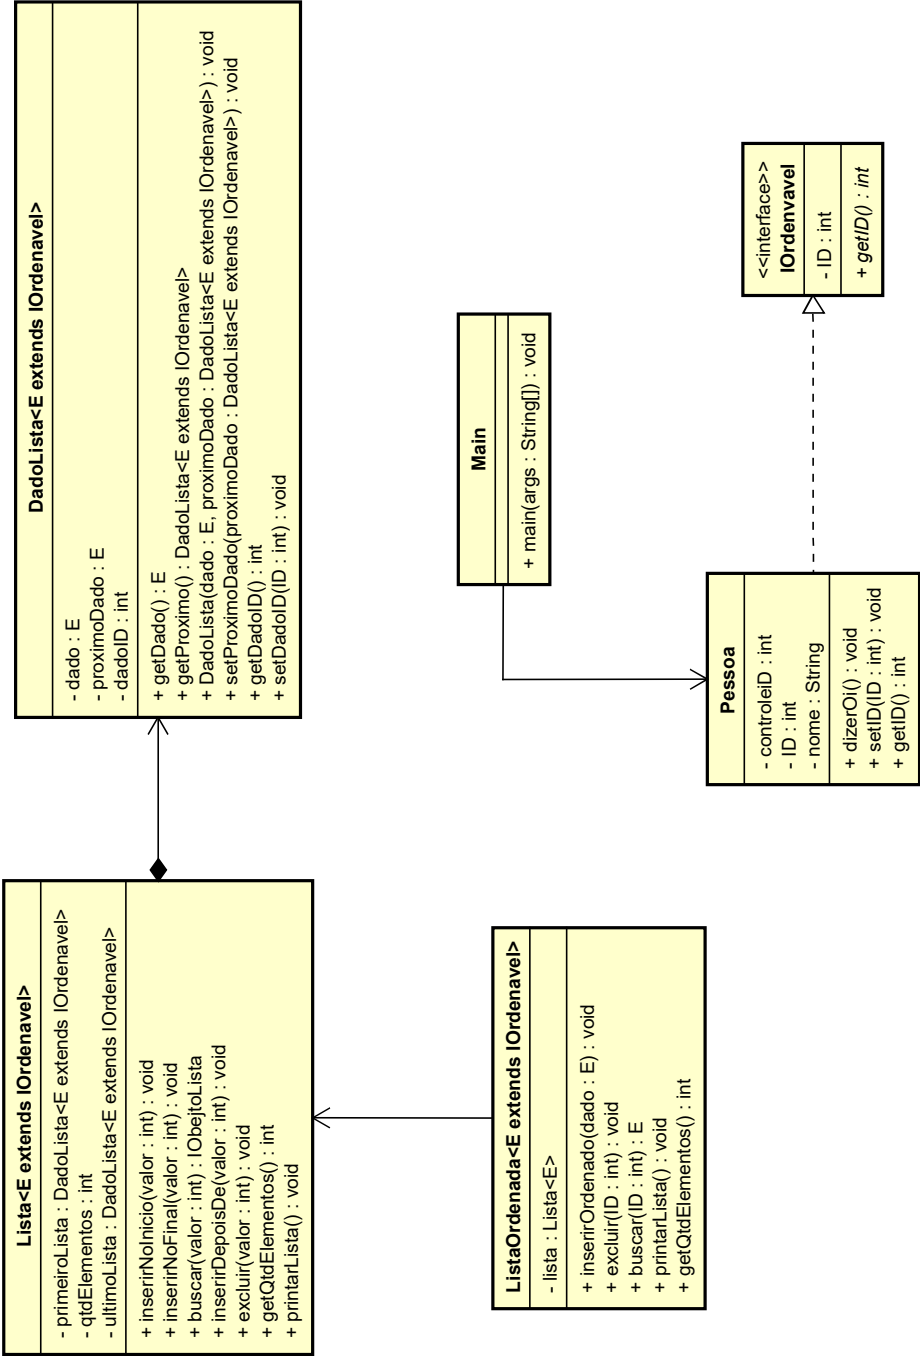 Lista<E extends IOrdenavel>
- primeiroLista : DadoLista<E extends IOrdenavel>
- qtdElementos : int
- ultimoLista : DadoLista<E extends IOrdenavel>
+ inserirNoInicio(valor : int) : void
+ inserirNoFinal(valor : int) : void
+ buscar(valor : int) : IObejtoLista
+ inserirDepoisDe(valor : int) : void
+ excluir(valor : int) : void
+ getQtdElementos() : int
+ printarLista() : void
DadoLista<E extends IOrdenavel>
- dado : E
- proximoDado : E
- dadoID : int
+ getDado() : E
+ getProximo() : DadoLista<E extends IOrdenavel>
+ DadoLista(dado : E, proximoDado : DadoLista<E extends IOrdenavel>) : void
+ setProximoDado(proximoDado : DadoLista<E extends IOrdenavel>) : void
+ getDadoID() : int
+ setDadoID(ID : int) : void
ListaOrdenada<E extends IOrdenavel>
- lista : Lista<E>
+ inserirOrdenado(dado : E) : void
+ excluir(ID : int) : void
+ buscar(ID : int) : E
+ printarLista() : void
+ getQtdElementos() : int
Main
+ main(args : String[]) : void
Pessoa
- controleID : int
- ID : int
- nome : String
+ dizerOi() : void
+ setID(ID : int) : void
+ getID() : int
<<interface>>
IOrdenvavel
- ID : int
+ getID() : int